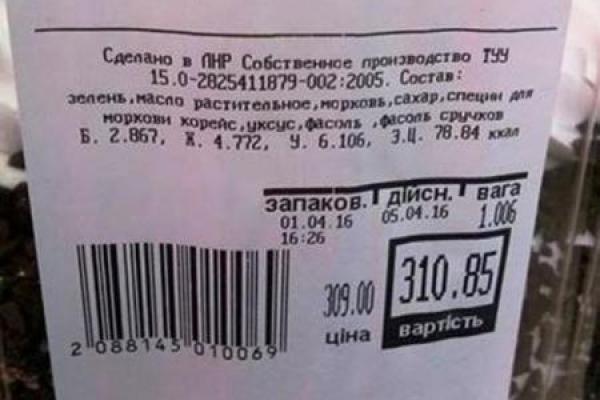 Сделано в ЛНР Собственное производство ТУУ
15.0-2825411879-002:2005. Состав:
зелень,масло растительное,морковь,сахар,специи для
моркови корейс,уксус,фасоль ,фасоль сручков
Б. 2.867, Ж. 4.772, У. 6.106, Э.Ц. 78.84 ккал
запаков. дійсн. вага
01.04.16 05.04.16 1.006
16:26
309.00 310.85
ціна вартість
2 088145 010069